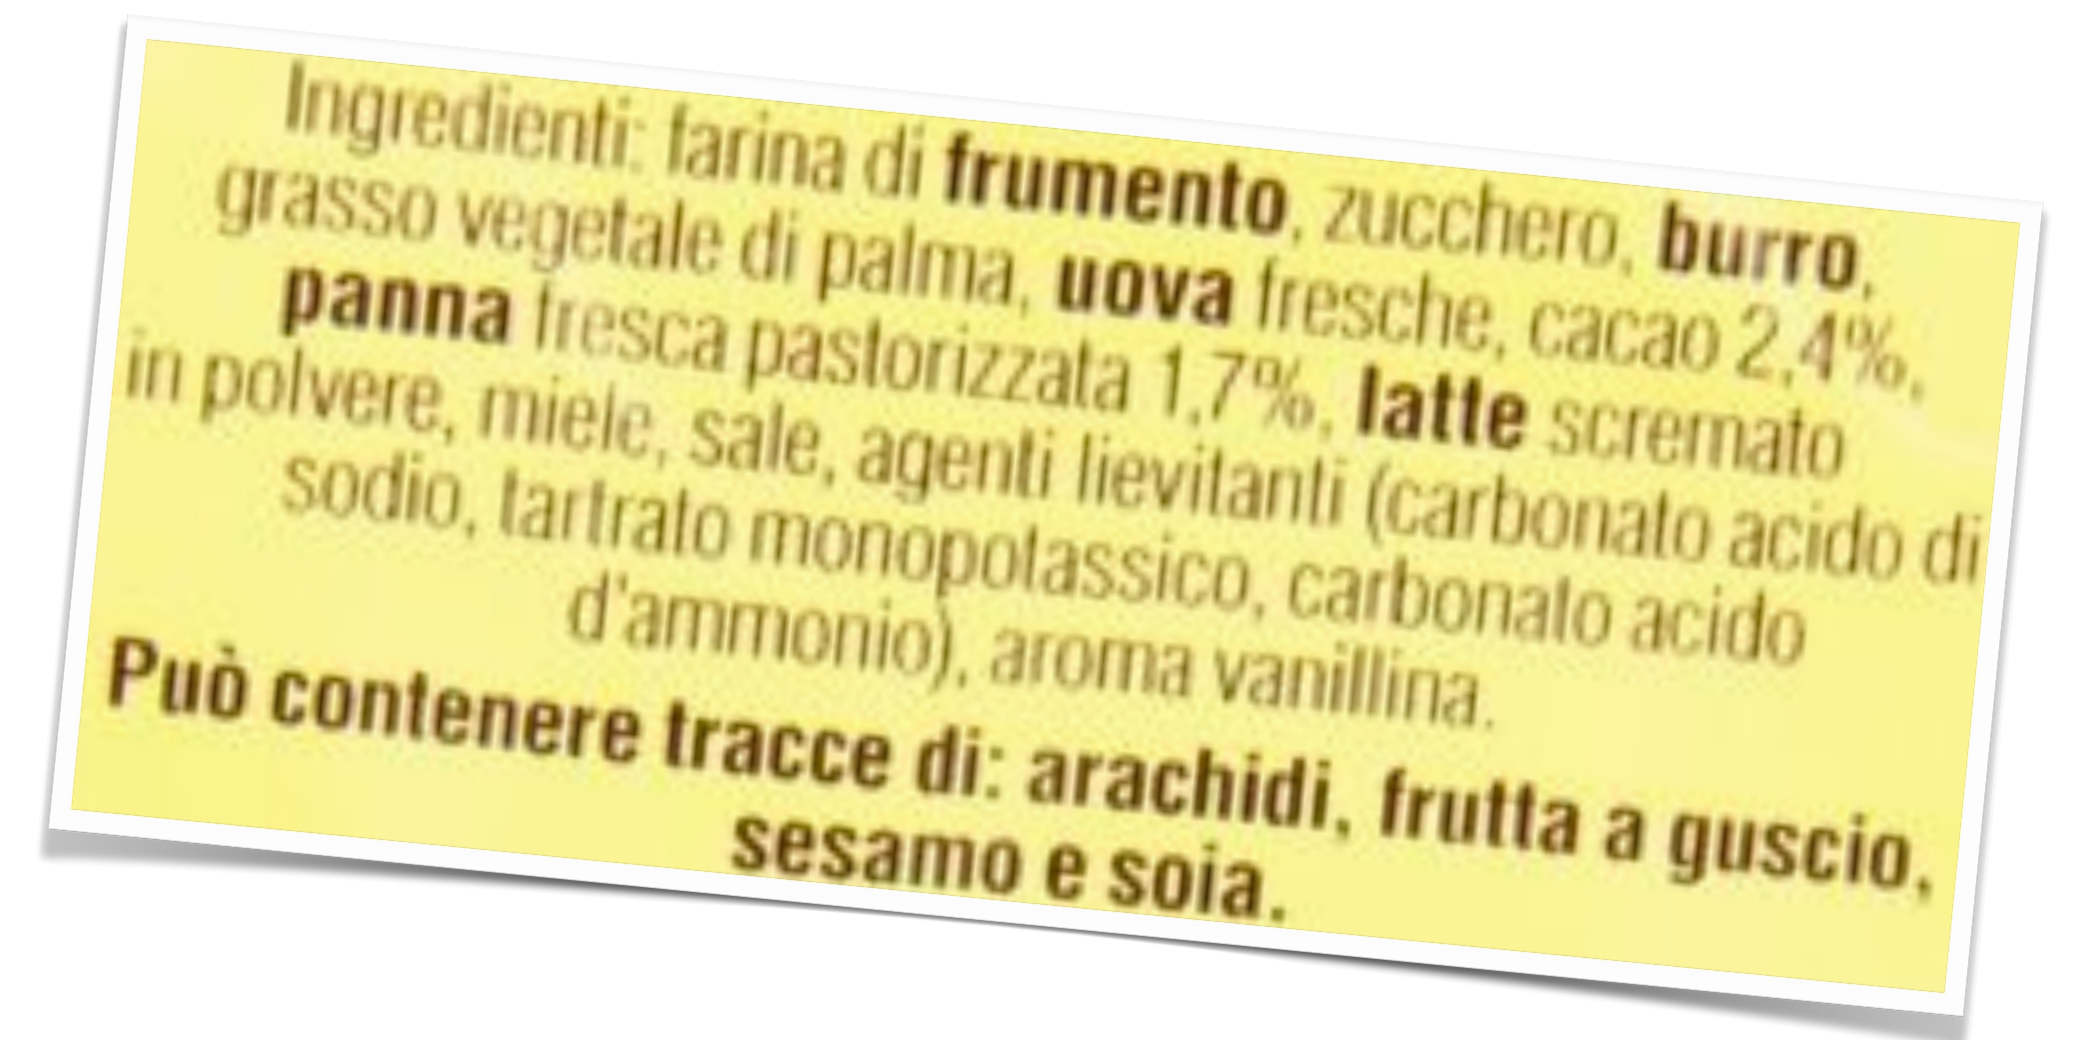 Ingredienti: farina di frumento, zucchero, burro,
grasso vegetale di palma, uova fresche, cacao 2,4%,
panna fresca pastorizzata 1,7%, latte scremato
in polvere, miele, sale, agenti lievitanti (carbonato acido di
sodio, tartrato monopotassico, carbonato acido
d'ammonio), aroma vanillina.
Può contenere tracce di: arachidi, frutta a guscio,
sesamo e soia.